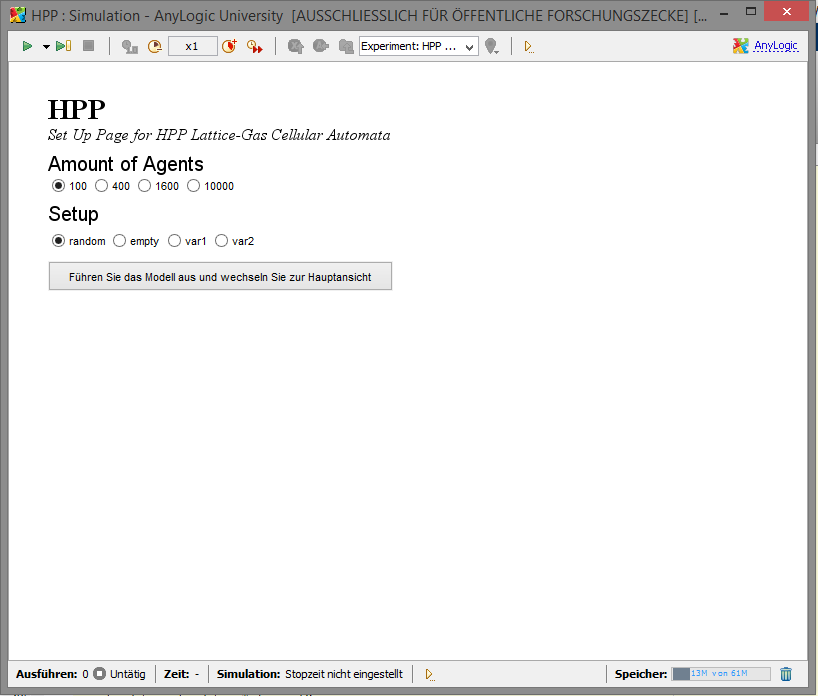 HPP : Simulation - AnyLogic University [AUSSCHLIESSLICH FÜR ÖFFENTLICHE FORSCHUNGSZECKE] [...
x1 Experiment: HPP ... AnyLogic
HPP
Set Up Page for HPP Lattice-Gas Cellular Automata
Amount of Agents
100 400 1600 10000
Setup
random empty var1 var2
Führen Sie das Modell aus und wechseln Sie zur Hauptansicht
Ausführen: 0 Untätig Zeit: - Simulation: Stopzeit nicht eingestellt Speicher: 13M von 61M